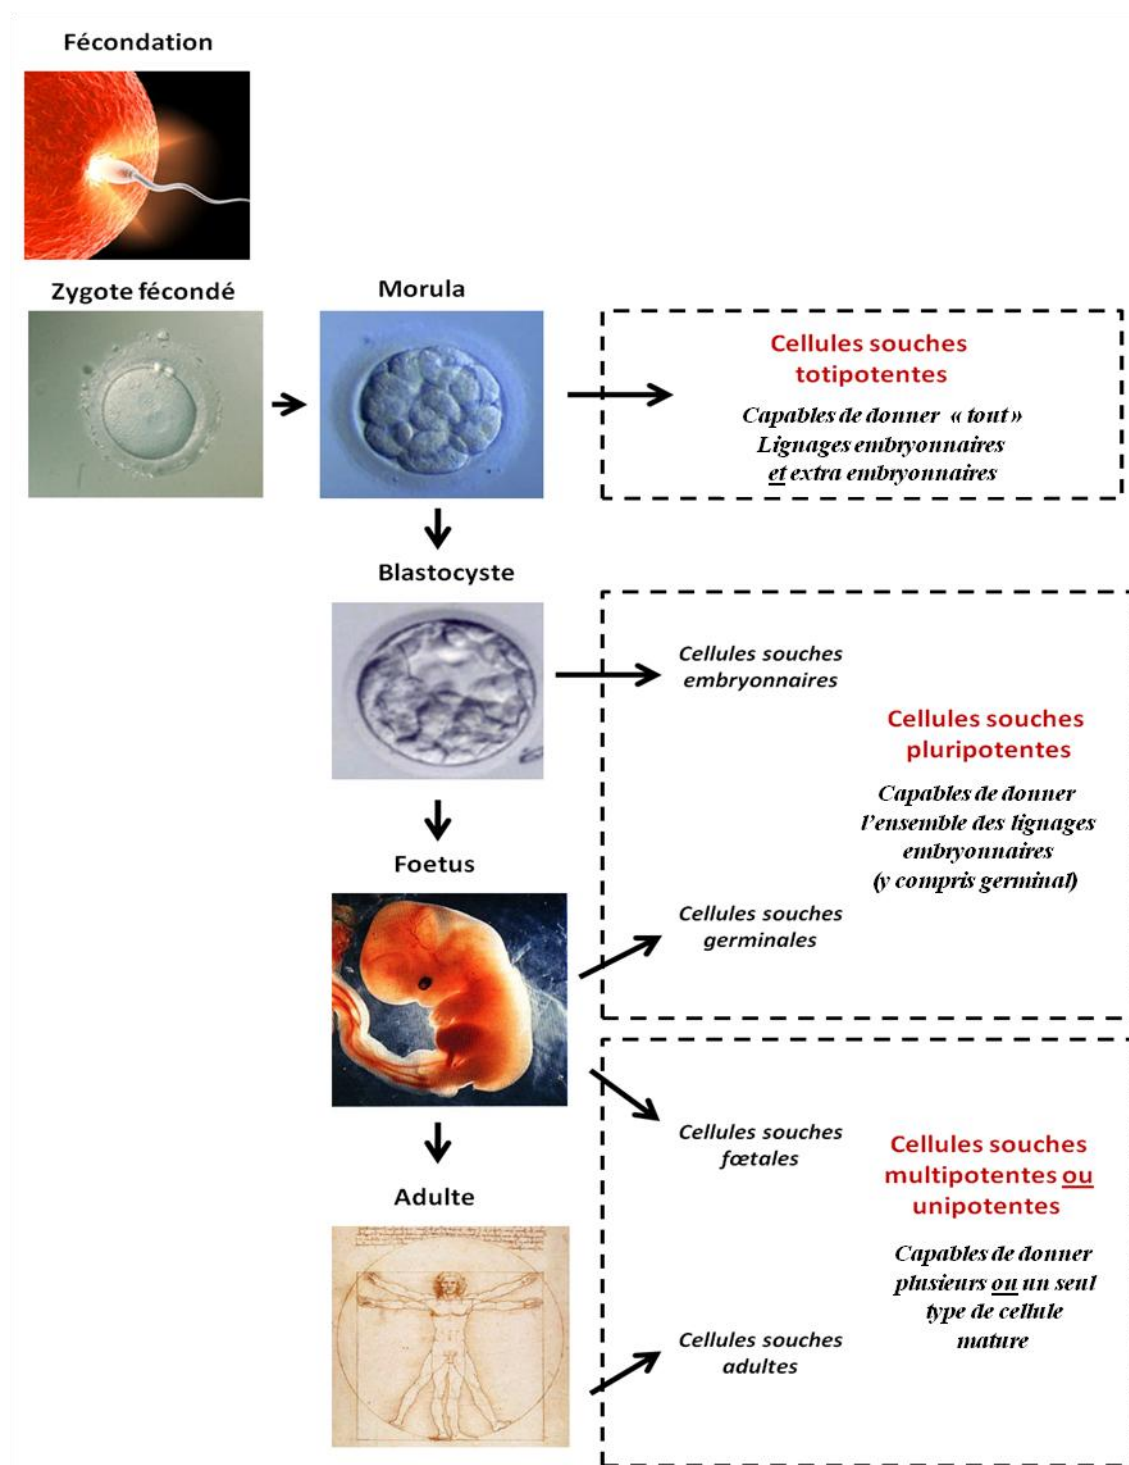 Fécondation
Zygote fécondé
Morula
Cellules souches
totipotentes
Capables de donner « tout »
Lignages embryonnaires
et extra embryonnaires
Blastocyste
Cellules souches
embryonnaires
Cellules souches
pluripotentes
Capables de donner
l'ensemble des lignages
embryonnaires
(y compris germinal)
Foetus
Cellules souches
germinales
Cellules souches
fœtales
Cellules souches
multipotentes ou
unipotentes
Capables de donner
plusieurs ou un seul
type de cellule
mature
Adulte
Cellules souches
adultes